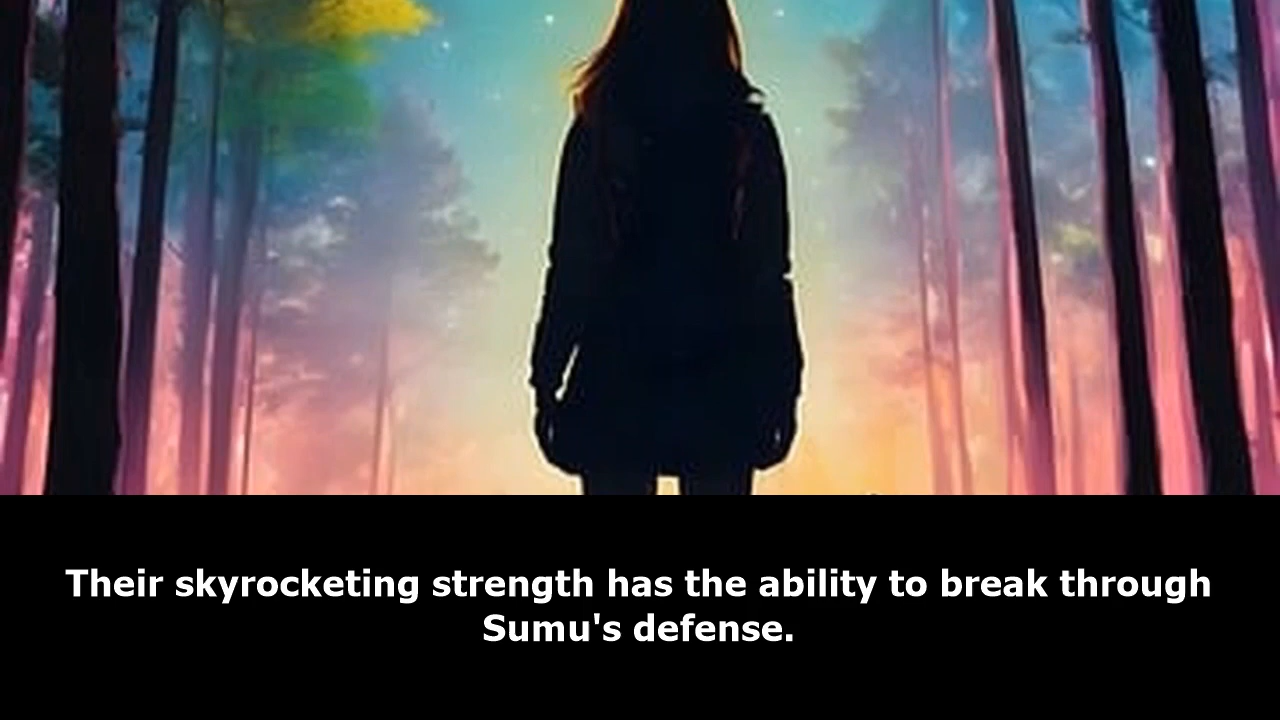 Their skyrocketing strength has the ability to break through
Sumu's defense.